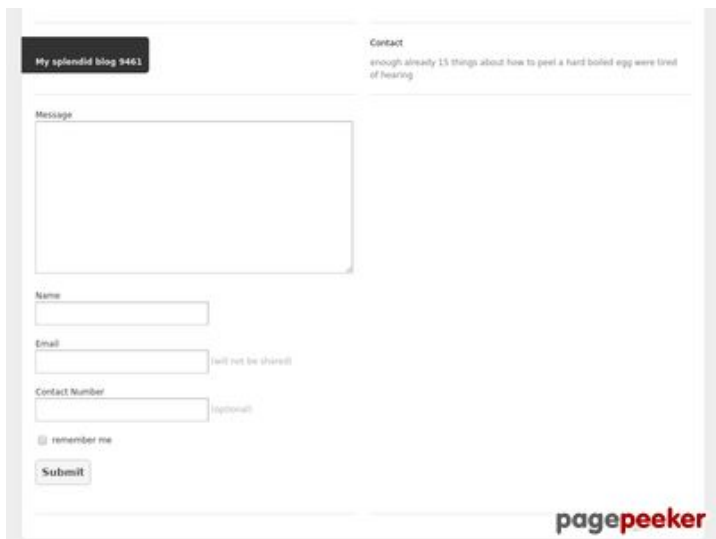 My splendid blog 9461
Contact
enough already 15 things about how to peel a hard boiled egg were tired
of hearing
Message
Name
Email
(will not be shared)
Contact Number
(optional)
remember me
Submit
pagepeeker